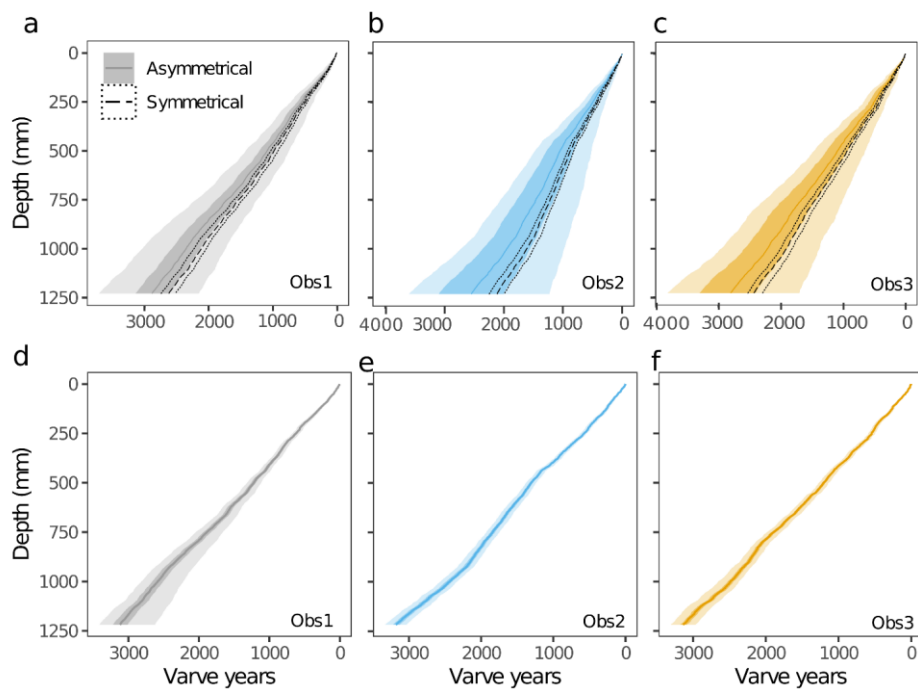 a
b
c
0
250
500
750
1000
1250
Depth (mm)
Asymmetrical
Symmetrical
Obs1
Obs2
Obs3
3000
2000
1000
0
4000
3000
2000
1000
0
4000
3000
2000
1000
0
d
e
f
0
250
500
750
1000
1250
Depth (mm)
Obs1
Obs2
Obs3
3000
2000
1000
0
3000
2000
1000
0
3000
2000
1000
0
Varve years
Varve years
Varve years